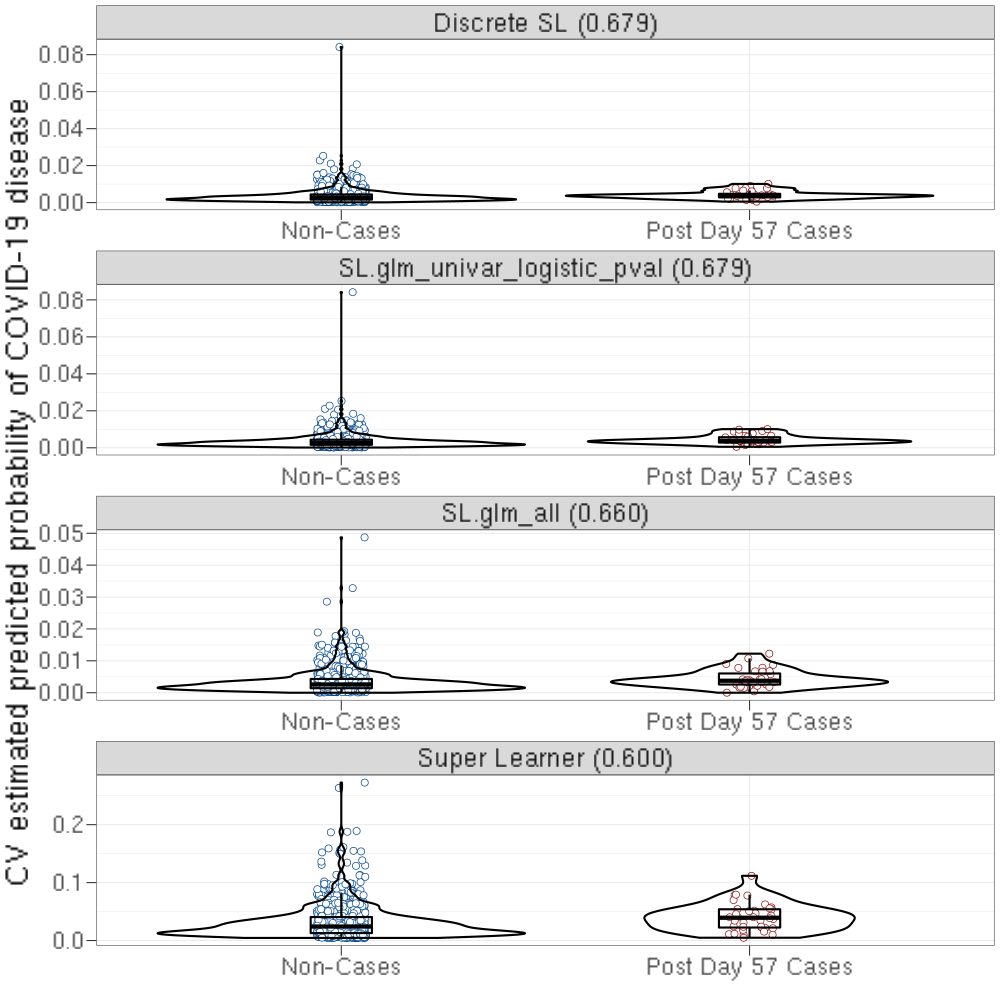 CV estimated predicted probability of COVID-19 disease
Discrete SL (0.679)
0.08
0.06
0.04
0.02
0.00
Non-Cases
Post Day 57 Cases
SL.glm_univar_logistic_pval (0.679)
0.08
0.06
0.04
0.02
0.00
Non-Cases
Post Day 57 Cases
SL.glm_all (0.660)
0.05
0.04
0.03
0.02
0.01
0.00
Non-Cases
Post Day 57 Cases
Super Learner (0.600)
0.2
0.1
0.0
Non-Cases
Post Day 57 Cases